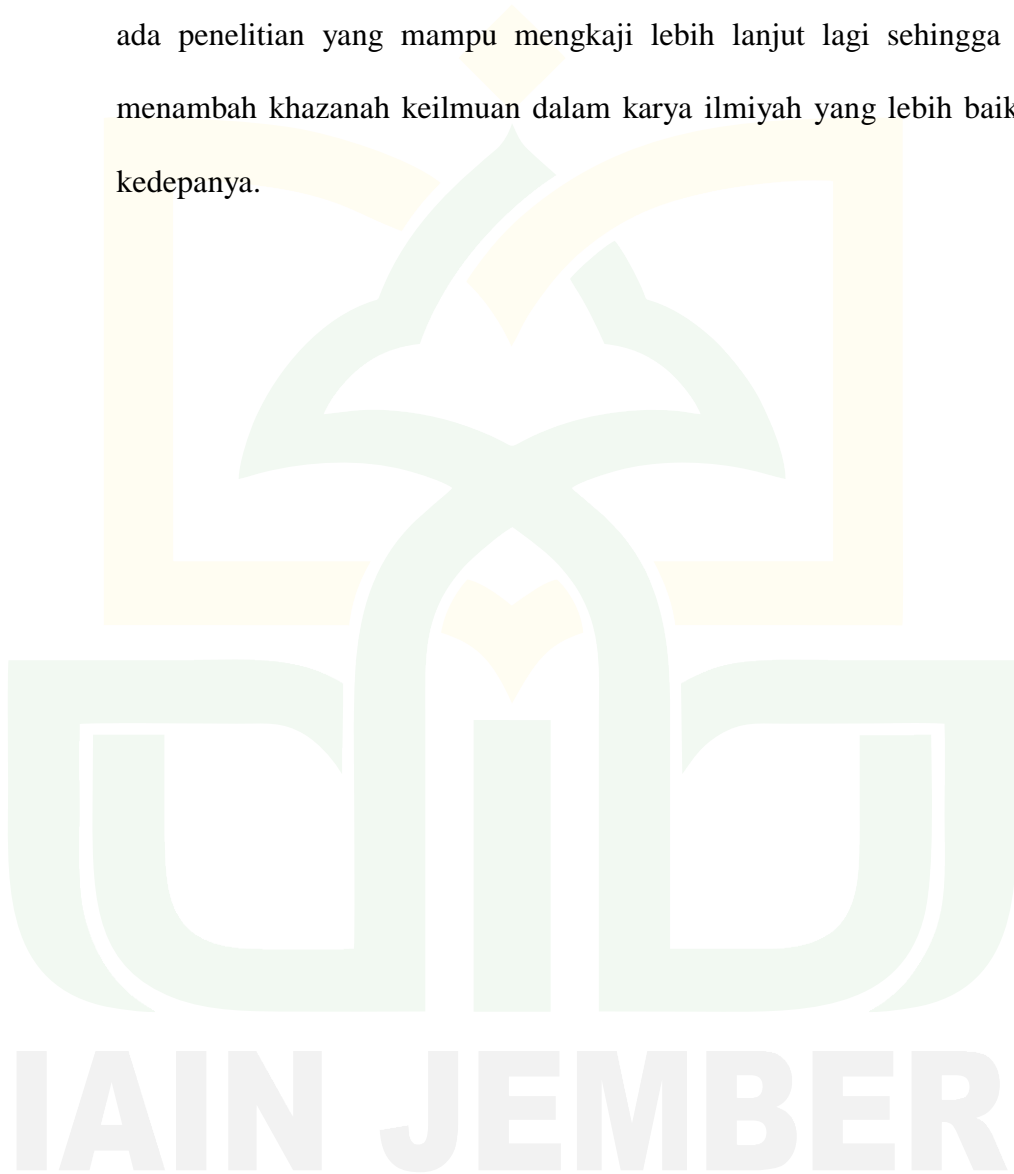 ada penelitian yang mampu mengkaji lebih lanjut lagi sehingga
menambah khazanah keilmuan dalam karya ilmiyah yang lebih baik
kedepanya.
IAIN JEMBER